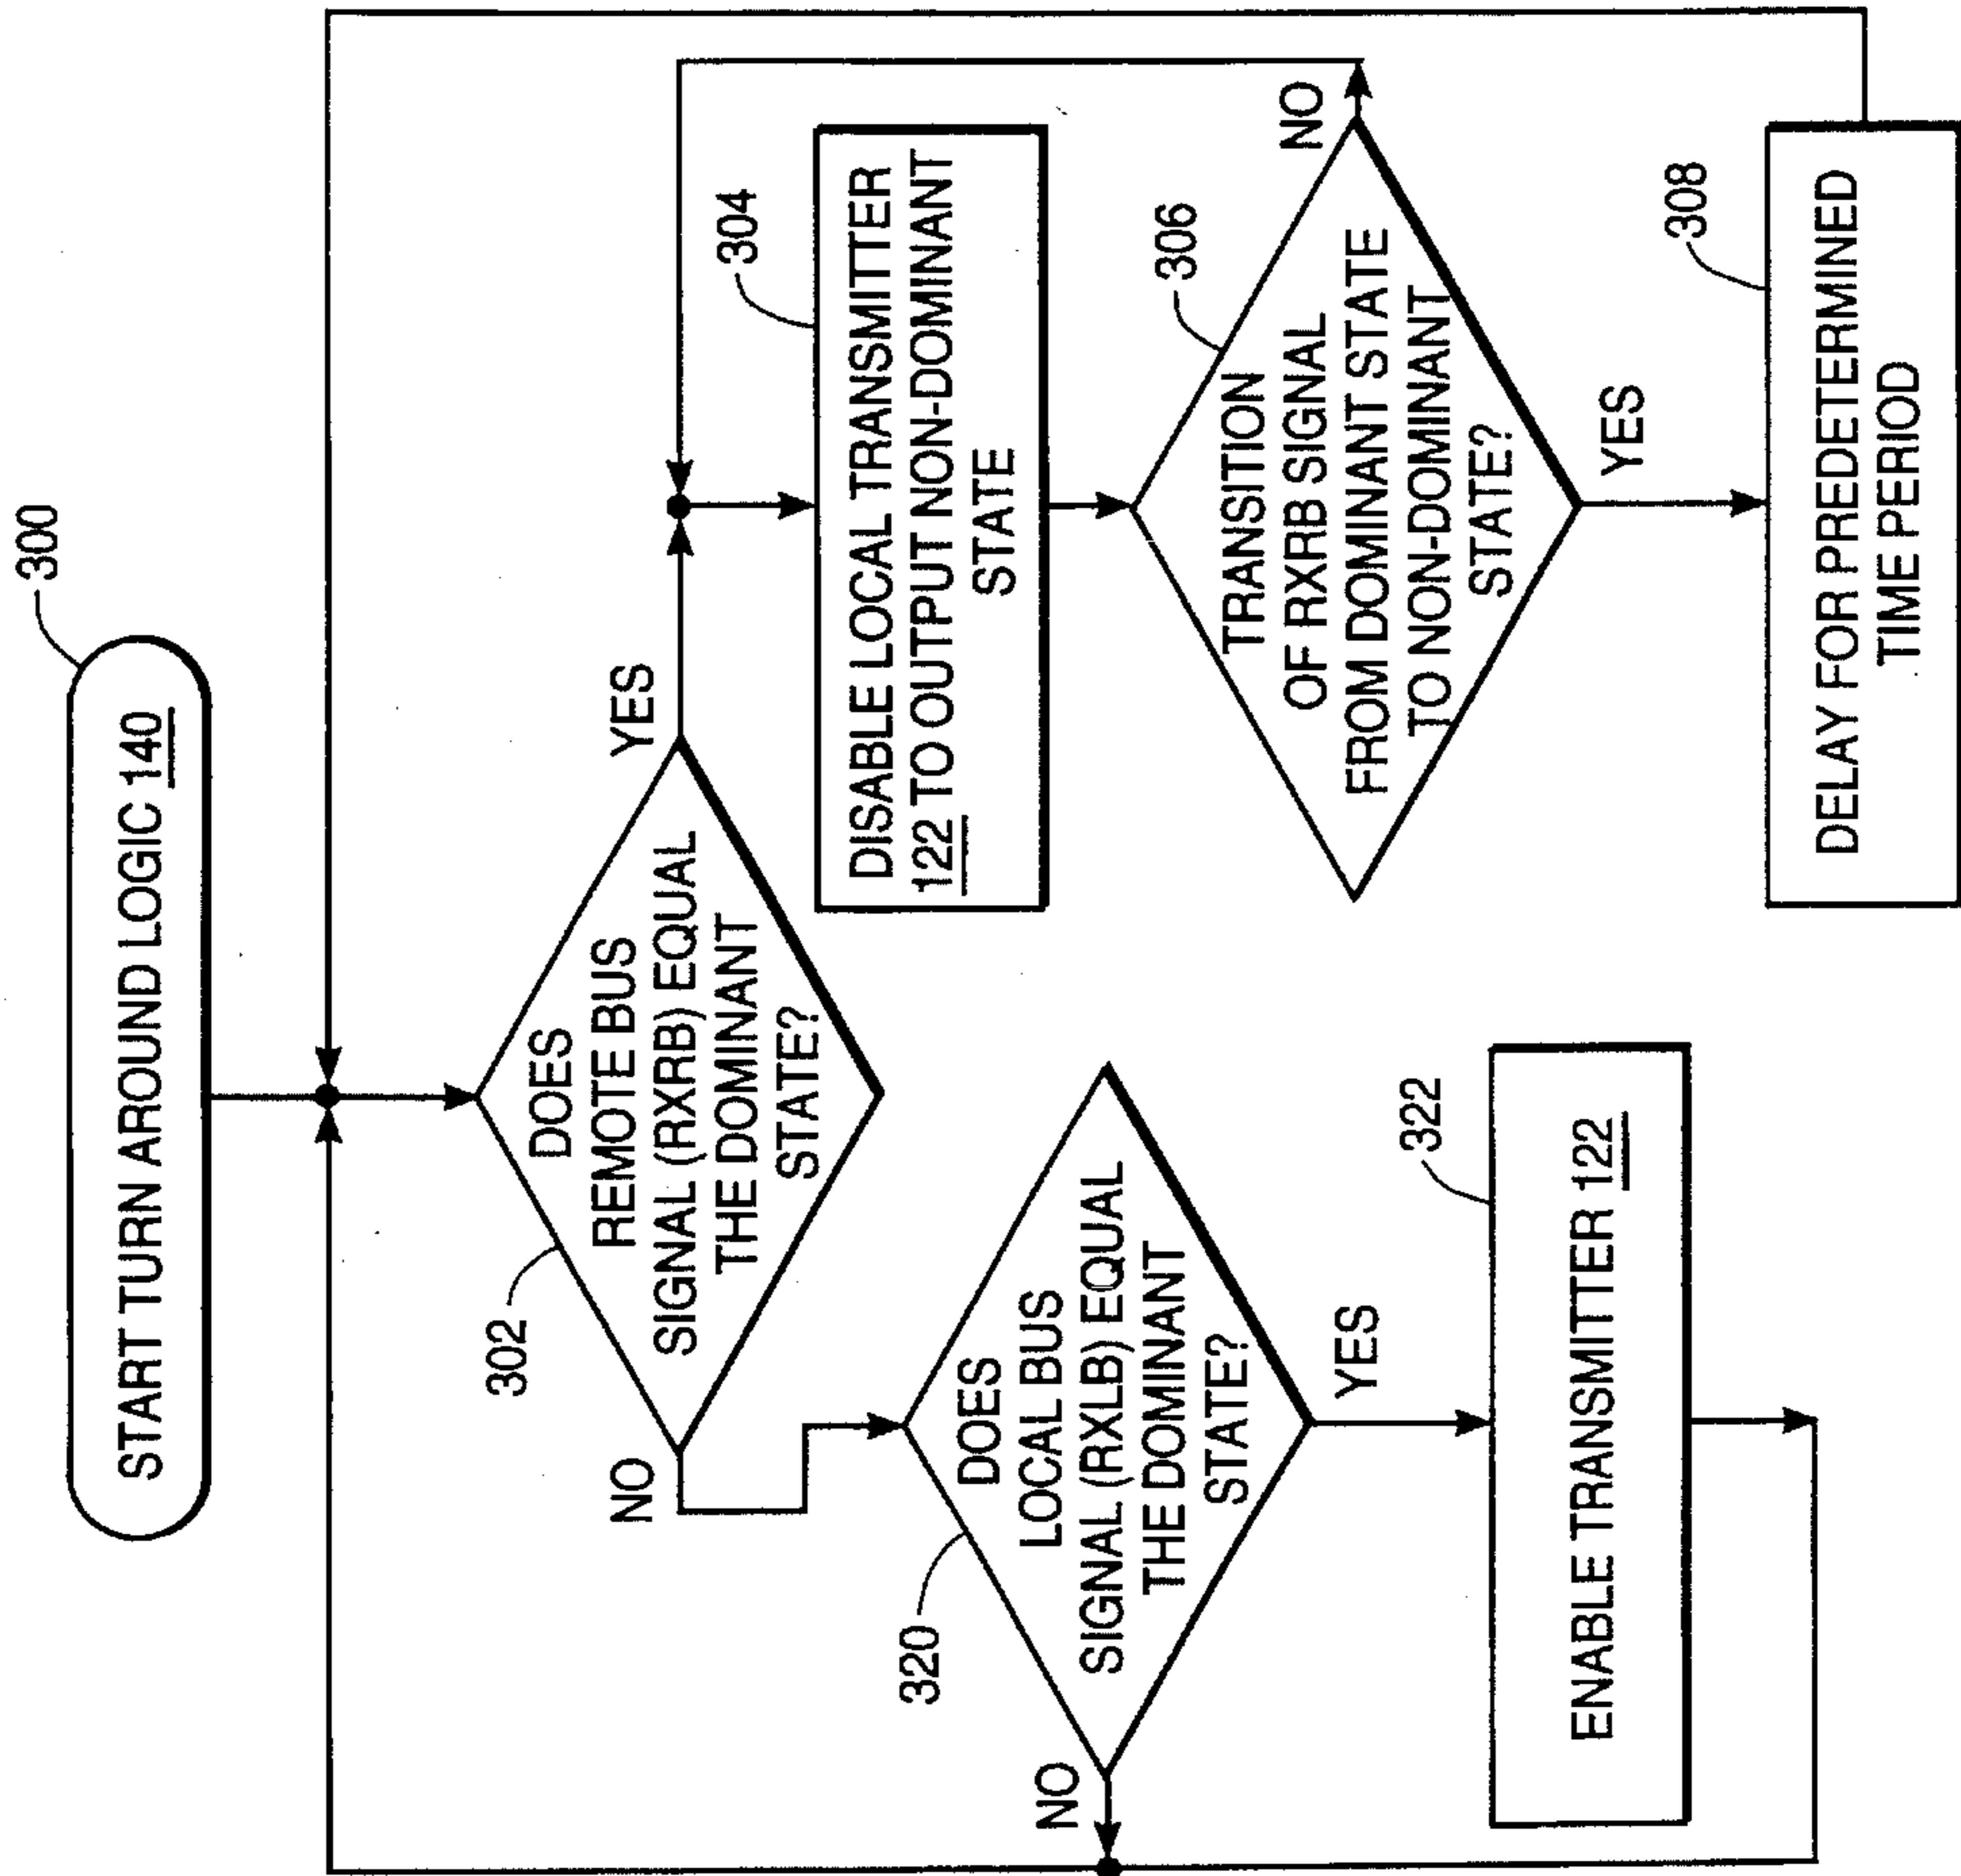 300
START TURN AROUND LOGIC 140
302
DOES
REMOTE BUS
SIGNAL (RXRB) EQUAL
THE DOMINANT
STATE?
YES
NO
304
DISABLE LOCAL TRANSMITTER
122 TO OUTPUT NON-DOMINANT
STATE
306
TRANSITION
OF RXRB SIGNAL
FROM DOMINANT STATE
TO NON-DOMINANT
STATE?
NO
YES
308
DELAY FOR PREDETERMINED
TIME PERIOD
320
DOES
LOCAL BUS
SIGNAL (RXLB) EQUAL
THE DOMINANT
STATE?
NO
YES
322
ENABLE TRANSMITTER 122